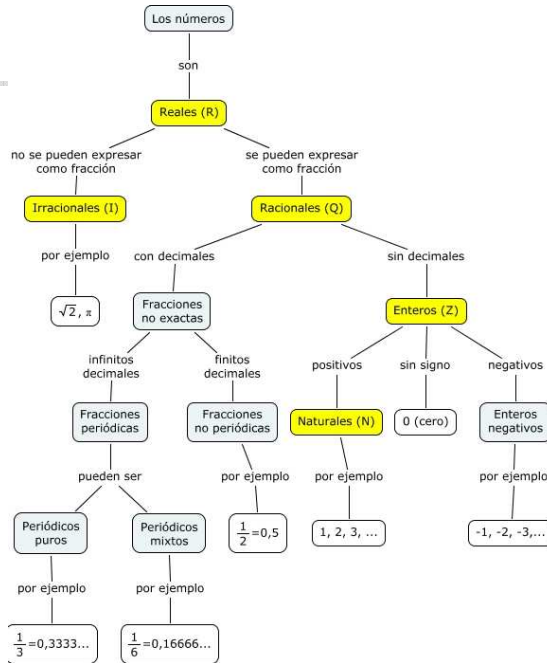 Los números
son
Reales (R)
no se pueden expresar
como fracción
se pueden expresar
como fracción
Irracionales (I)
Racionales (Q)
por ejemplo
con decimales
sin decimales
√2, π
Fracciones
no exactas
Enteros (Z)
infinitos
decimales
finitos
decimales
positivos
sin signo
negativos
Fracciones
periódicas
Fracciones
no periódicas
Naturales (N)
0 (cero)
Enteros
negativos
pueden ser
por ejemplo
por ejemplo
por ejemplo
Periódicos
puros
Periódicos
mixtos
1/2=0,5
1, 2, 3, ...
-1, -2, -3,...
por ejemplo
por ejemplo
1/3=0,3333...
1/6=0,16666...